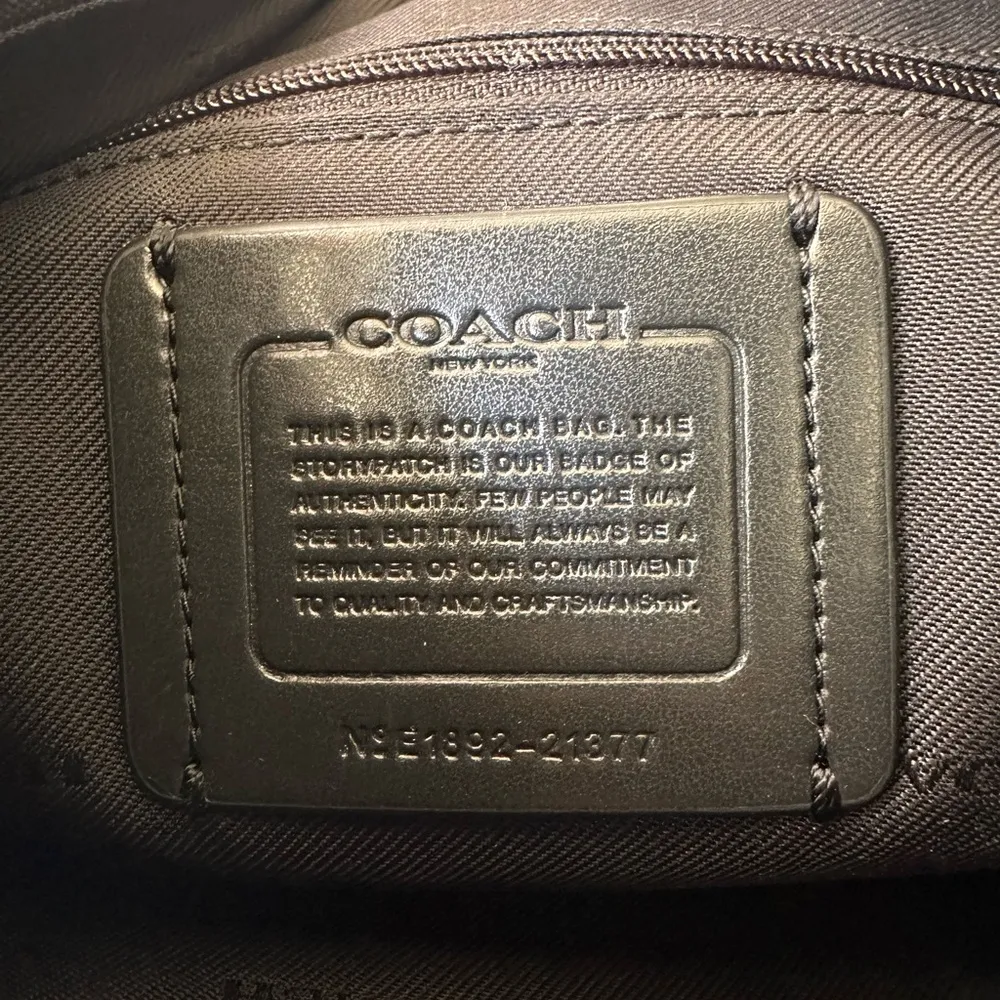 COACH
NEW YORK
THIS IS A COACH BAG. THE
STORYPATCH IS OUR BADGE OF
AUTHENTICITY. FEW PEOPLE MAY
SEE IT, BUT IT WILL ALWAYS BE A
REMINDER OF OUR COMMITMENT
TO QUALITY AND CRAFTSMANSHIP.
Nº E1892-21377